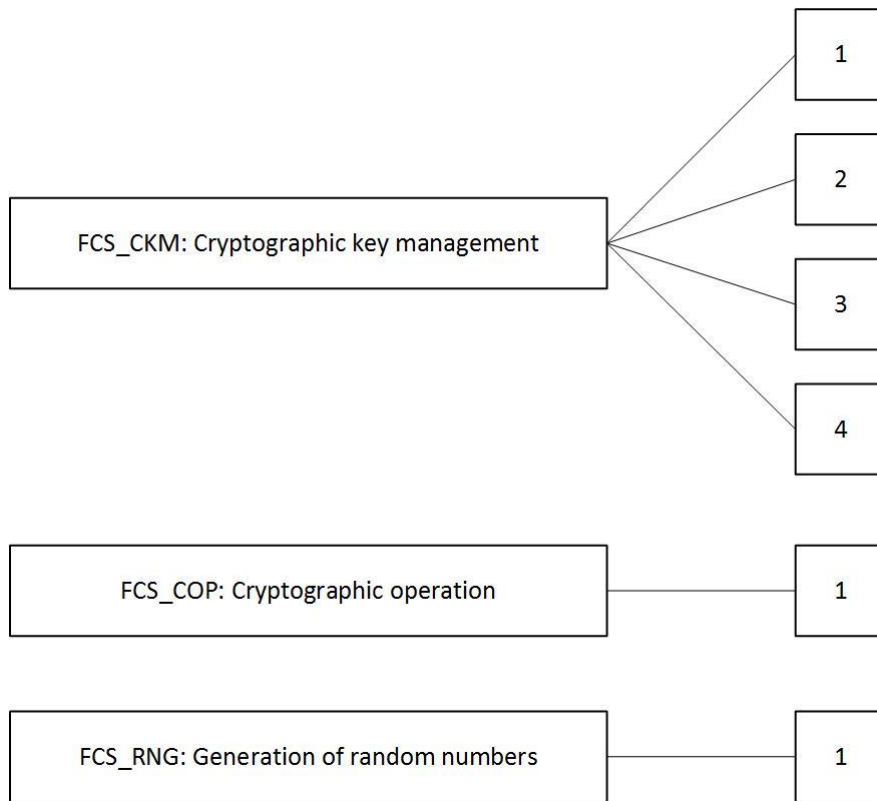 1
2
FCS_CKM: Cryptographic key management
3
4
FCS_COP: Cryptographic operation
1
FCS_RNG: Generation of random numbers
1